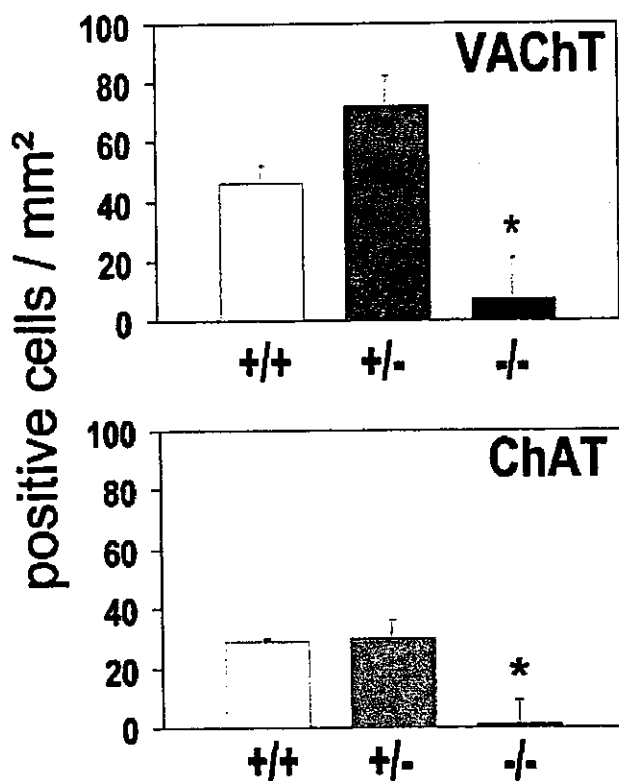 positive cells / mm²
VAChT
100
80
60
40
20
0
*
+/+ +/- -/-
ChAT
100
80
60
40
20
0
*
+/+ +/- -/-